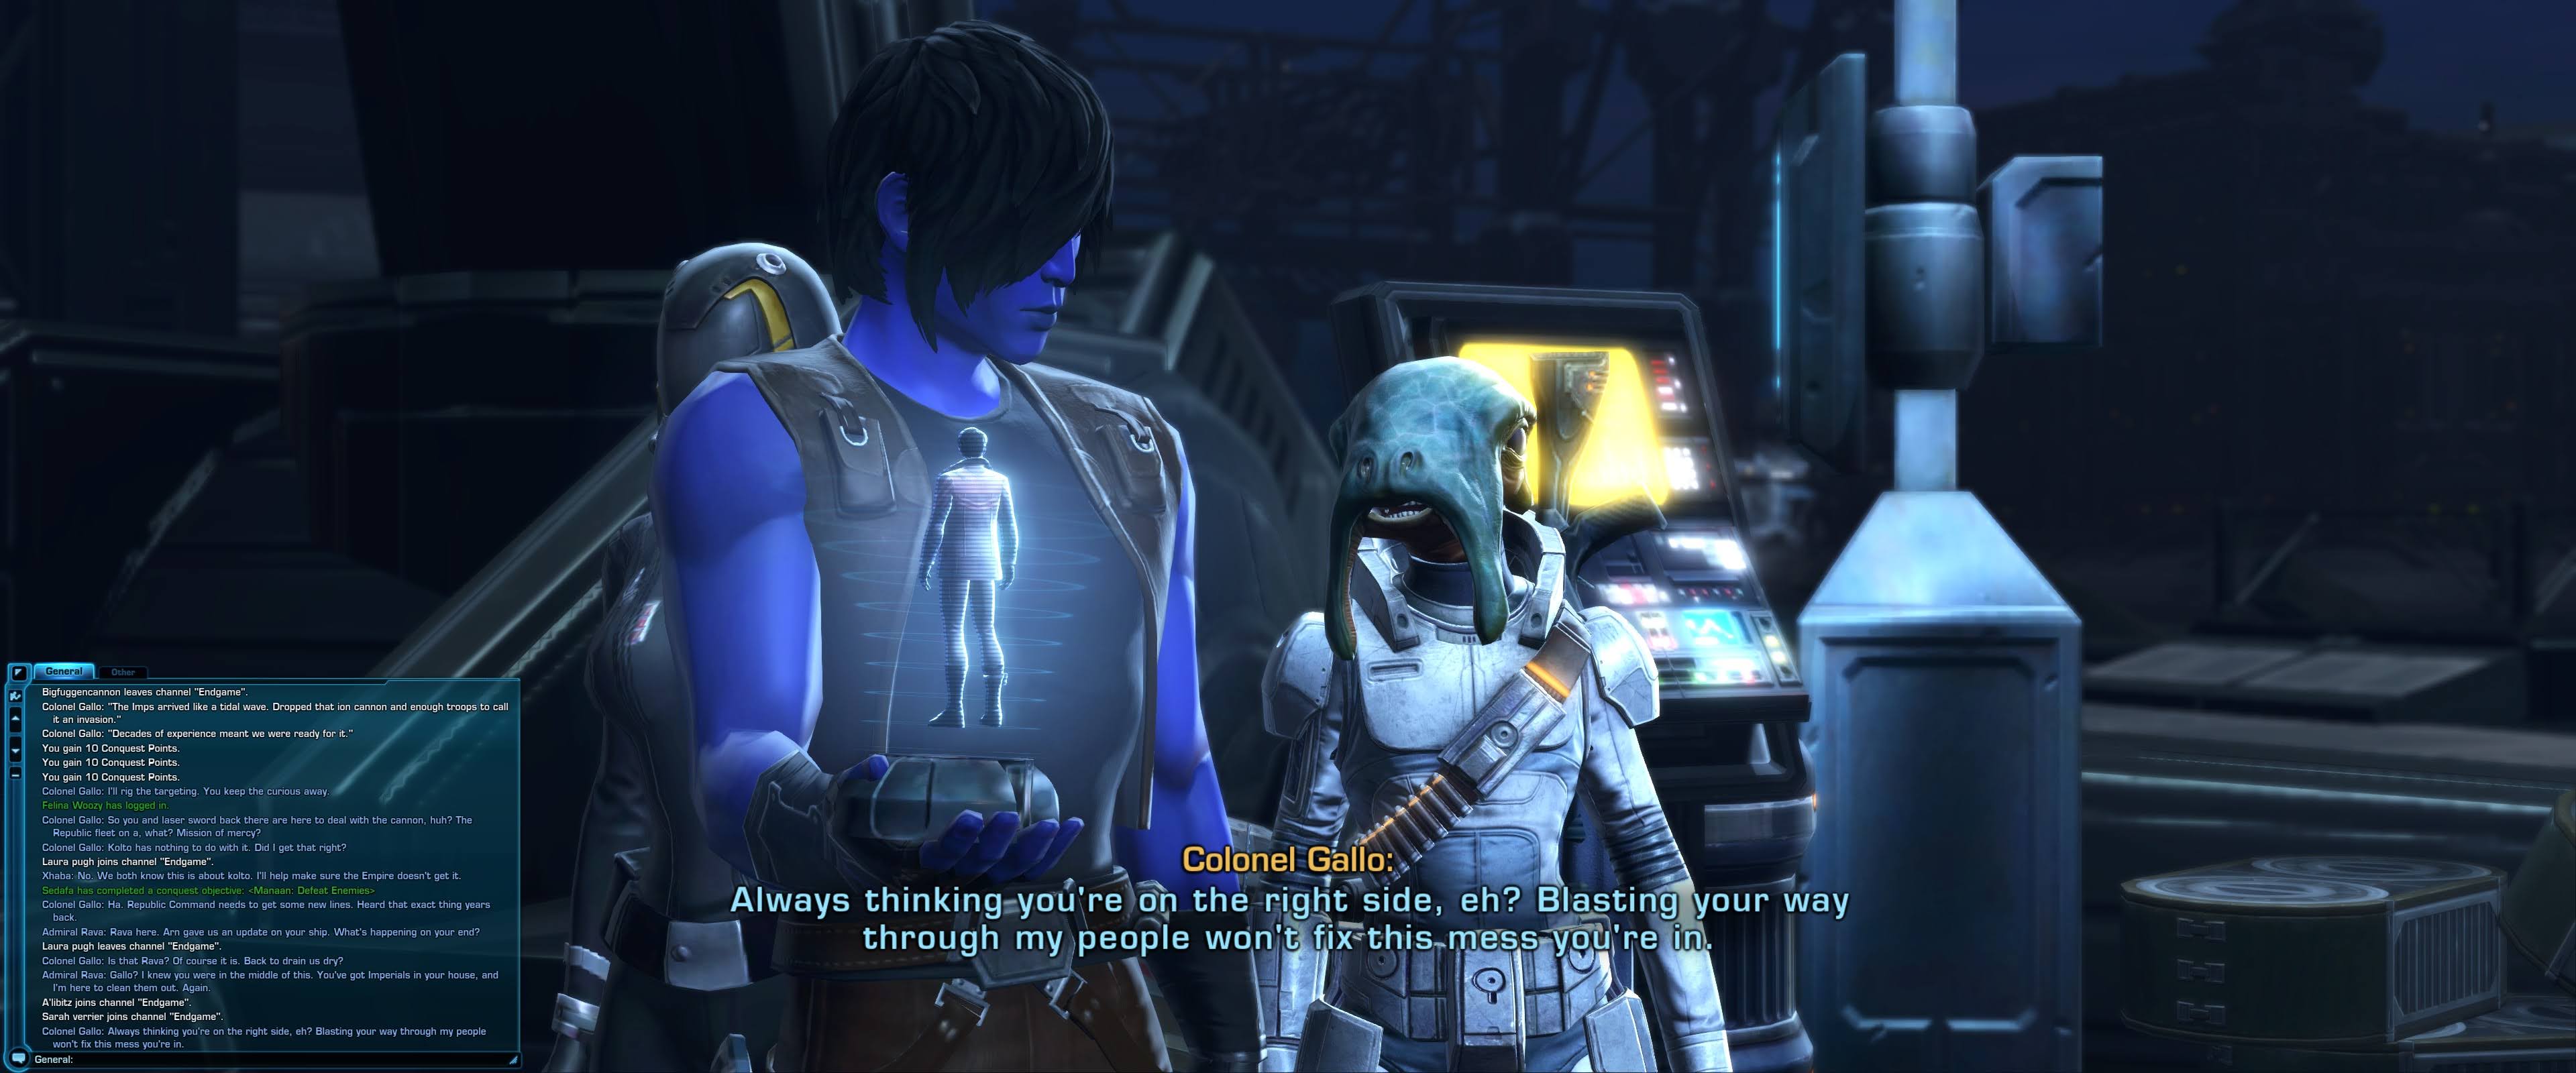 General
Other
Bigfuggencannon leaves channel "Endgame".
Colonel Gallo: "The Imps arrived like a tidal wave. Dropped that ion cannon and enough troops to call
it an invasion."
Colonel Gallo: "Decades of experience meant we were ready for it."
You gain 10 Conquest Points.
You gain 10 Conquest Points.
You gain 10 Conquest Points.
Colonel Gallo: I'll rig the targeting. You keep the curious away.
Felina Woozy has logged in.
Colonel Gallo: So you and laser sword back there are here to deal with the cannon, huh? The
Republic fleet on a, what? Mission of mercy?
Colonel Gallo: Kolto has nothing to do with it. Did I get that right?
Laura pugh joins channel "Endgame".
Xhaba: No. We both know this is about kolto. I'll help make sure the Empire doesn't get it.
Sedafa has completed a conquest objective: <Manaan: Defeat Enemies>
Colonel Gallo: Ha. Republic Command needs to get some new lines. Heard that exact thing years
back.
Admiral Rava: Rava here. Arn gave us an update on your ship. What's happening on your end?
Laura pugh leaves channel "Endgame".
Colonel Gallo: Is that Rava? Of course it is. Back to drain us dry?
Admiral Rava: Gallo? I knew you were in the middle of this. You've got Imperials in your house, and
I'm here to clean them out. Again.
A'libitz joins channel "Endgame".
Sarah verrier joins channel "Endgame".
Colonel Gallo: Always thinking you're on the right side, eh? Blasting your way through my people
won't fix this mess you're in.
General:
Colonel Gallo:
Always thinking you're on the right side, eh? Blasting your way
through my people won't fix this mess you're in.